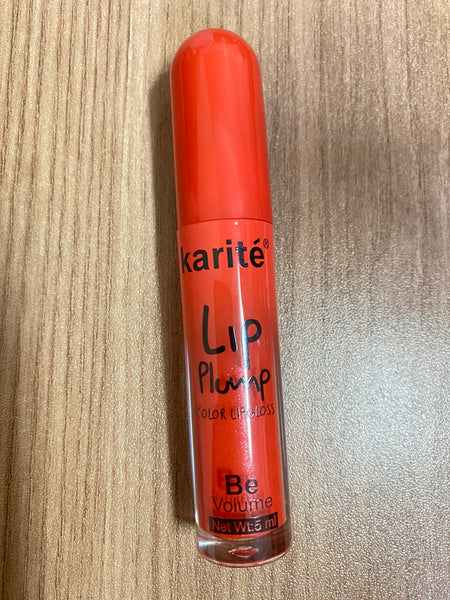 karité®
Lip
Plump
COLOR LIP GLOSS
Be
Volume
Net Wt:5 ml